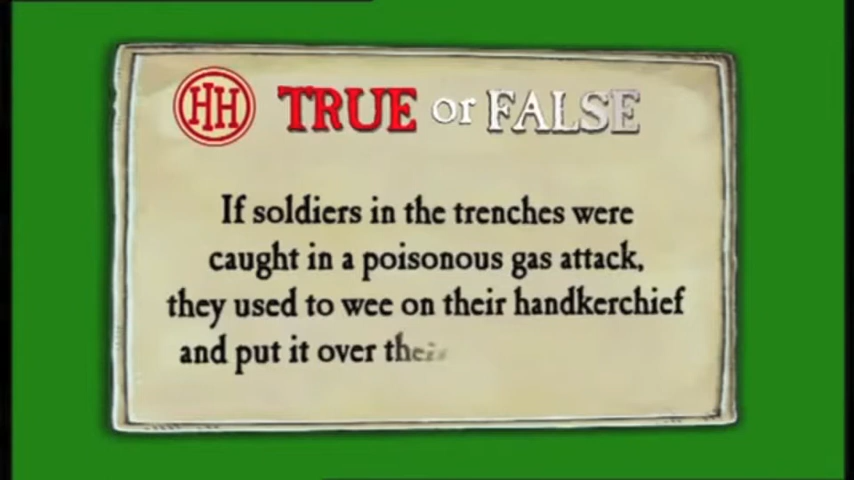 HH TRUE or FALSE
If soldiers in the trenches were
caught in a poisonous gas attack,
they used to wee on their handkerchief
and put it over their